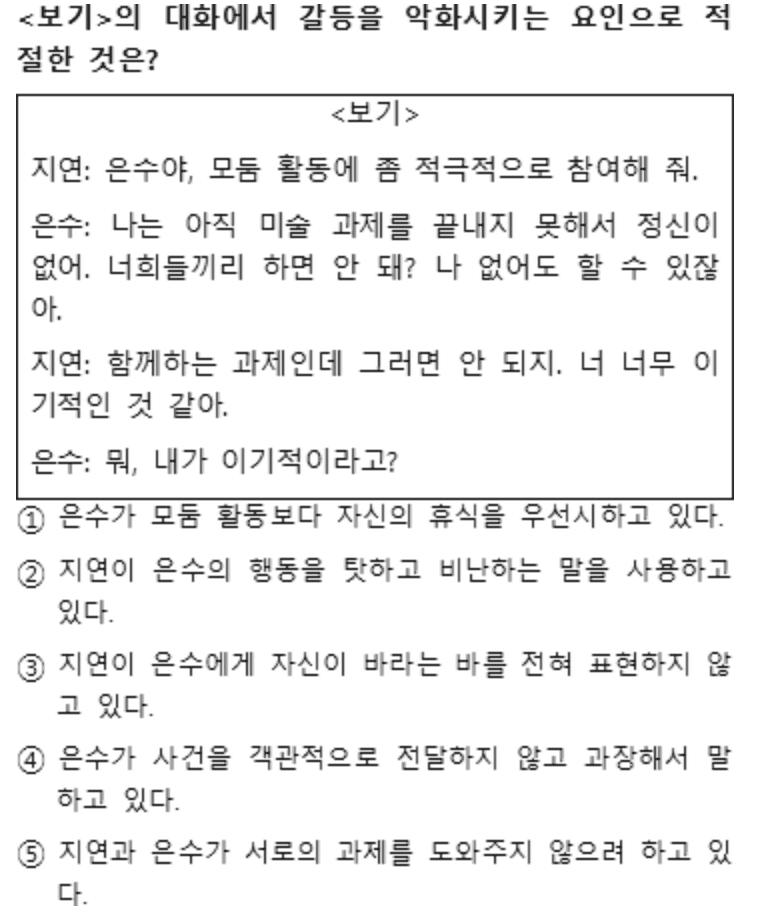 <보기>의 대화에서 갈등을 악화시키는 요인으로 적
절한 것은?
<보기>
지연: 은수야, 모둠 활동에 좀 적극적으로 참여해 줘.
은수: 나는 아직 미술 과제를 끝내지 못해서 정신이
없어. 너희들끼리 하면 안 돼? 나 없어도 할 수 있잖
아.
지연: 함께하는 과제인데 그러면 안 되지. 너 너무 이
기적인 것 같아.
은수: 뭐, 내가 이기적이라고?
① 은수가 모둠 활동보다 자신의 휴식을 우선시하고 있다.
② 지연이 은수의 행동을 탓하고 비난하는 말을 사용하고
있다.
③ 지연이 은수에게 자신이 바라는 바를 전혀 표현하지 않
고 있다.
④ 은수가 사건을 객관적으로 전달하지 않고 과장해서 말
하고 있다.
⑤ 지연과 은수가 서로의 과제를 도와주지 않으려 하고 있
다.